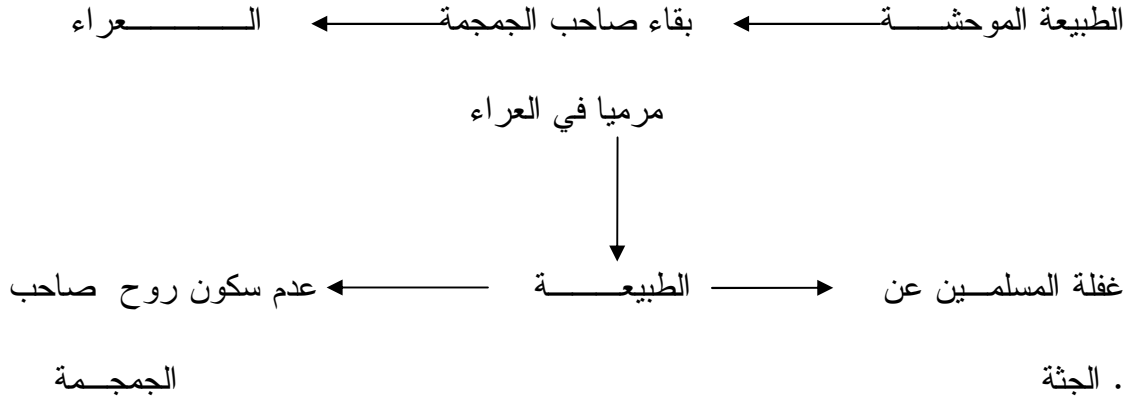 الطبيعة الموحشة بقاء صاحب الجمجمة العراء
مرميا في العراء
غفلة المسلمين عن الطبيعة عدم سكون روح صاحب
الجثة . الجمجمة